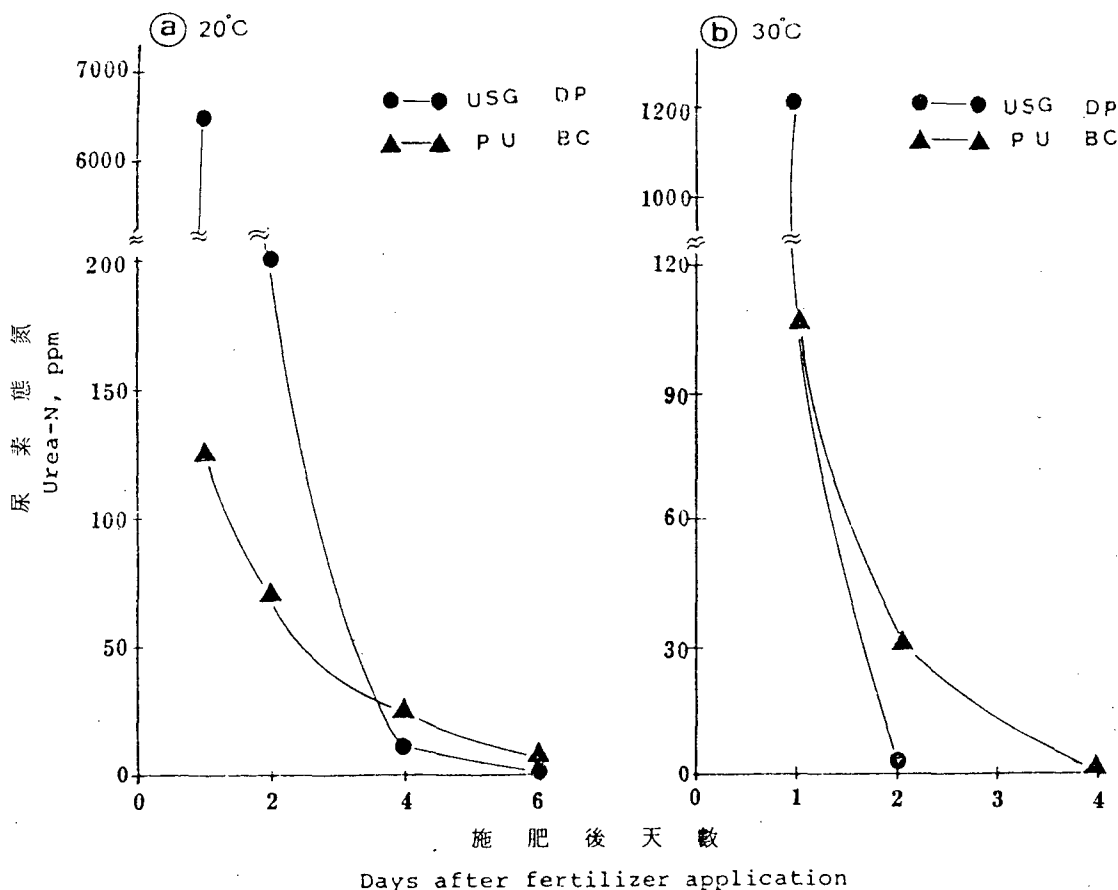 ⓐ 20°C
7000
6000
200
150
100
50
0
USG DP
PU BC
0 2 4 6
ⓑ 30°C
1200
1000
120
90
60
30
0
USG DP
PU BC
0 1 2 3 4
尿素態氮
Urea-N, ppm
施肥後天數
Days after fertilizer application